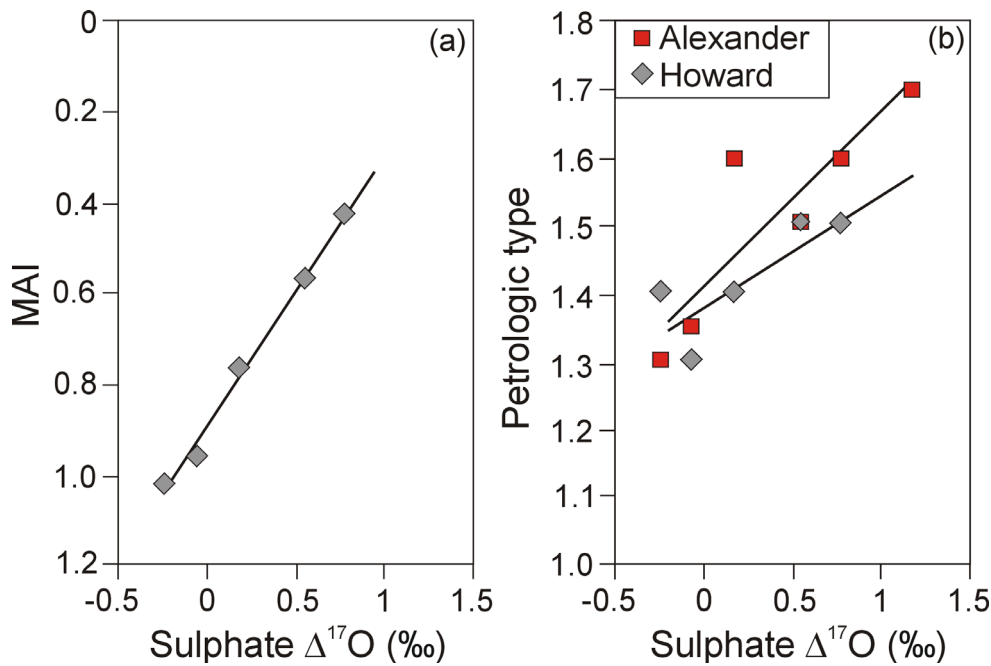 (a)
0
0.2
0.4
0.6
0.8
1.0
1.2
MAI
-0.5 0 0.5 1 1.5
Sulphate Δ¹⁷O (‰)
(b)
Alexander
Howard
1.8
1.7
1.6
1.5
1.4
1.3
1.2
1.1
1.0
Petrologic type
-0.5 0 0.5 1 1.5
Sulphate Δ¹⁷O (‰)